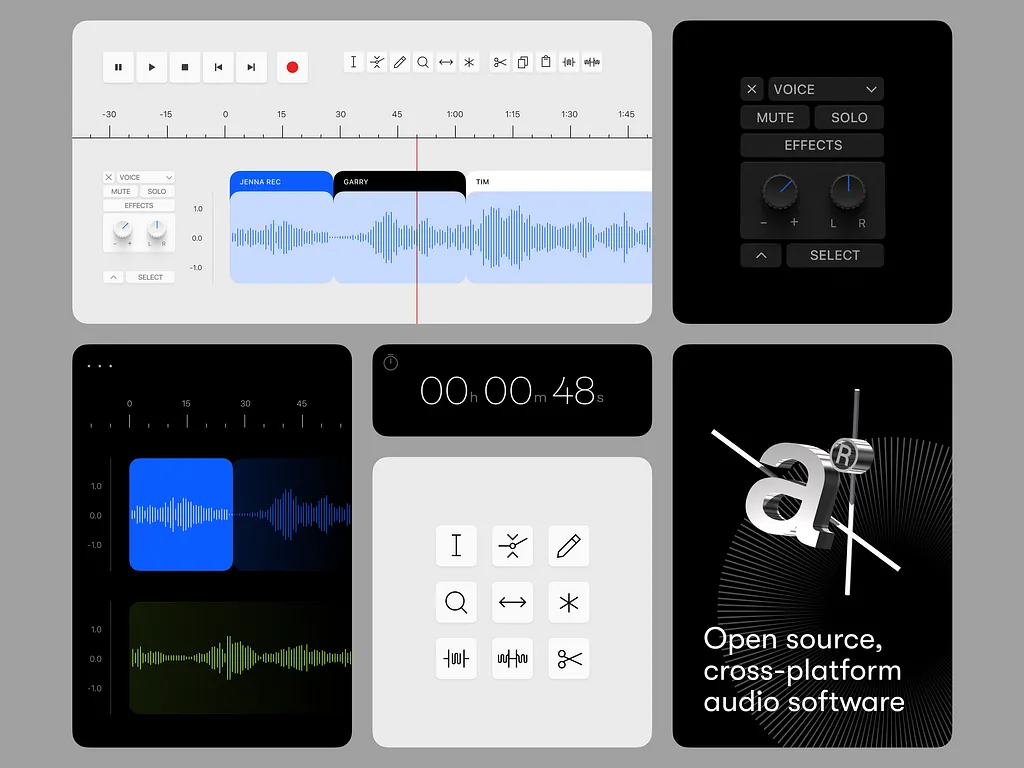 -30 -15 0 15 30 45 1:00 1:15 1:30 1:45
VOICE
MUTE SOLO
EFFECTS
- +
L R
SELECT
1.0
0.0
-1.0
JENNA REC GARRY TIM
VOICE
MUTE SOLO
EFFECTS
- + L R
SELECT
0 15 30 45
1.0
0.0
-1.0
1.0
0.0
-1.0
00h 00m 48s
a®
Open source,
cross-platform
audio software